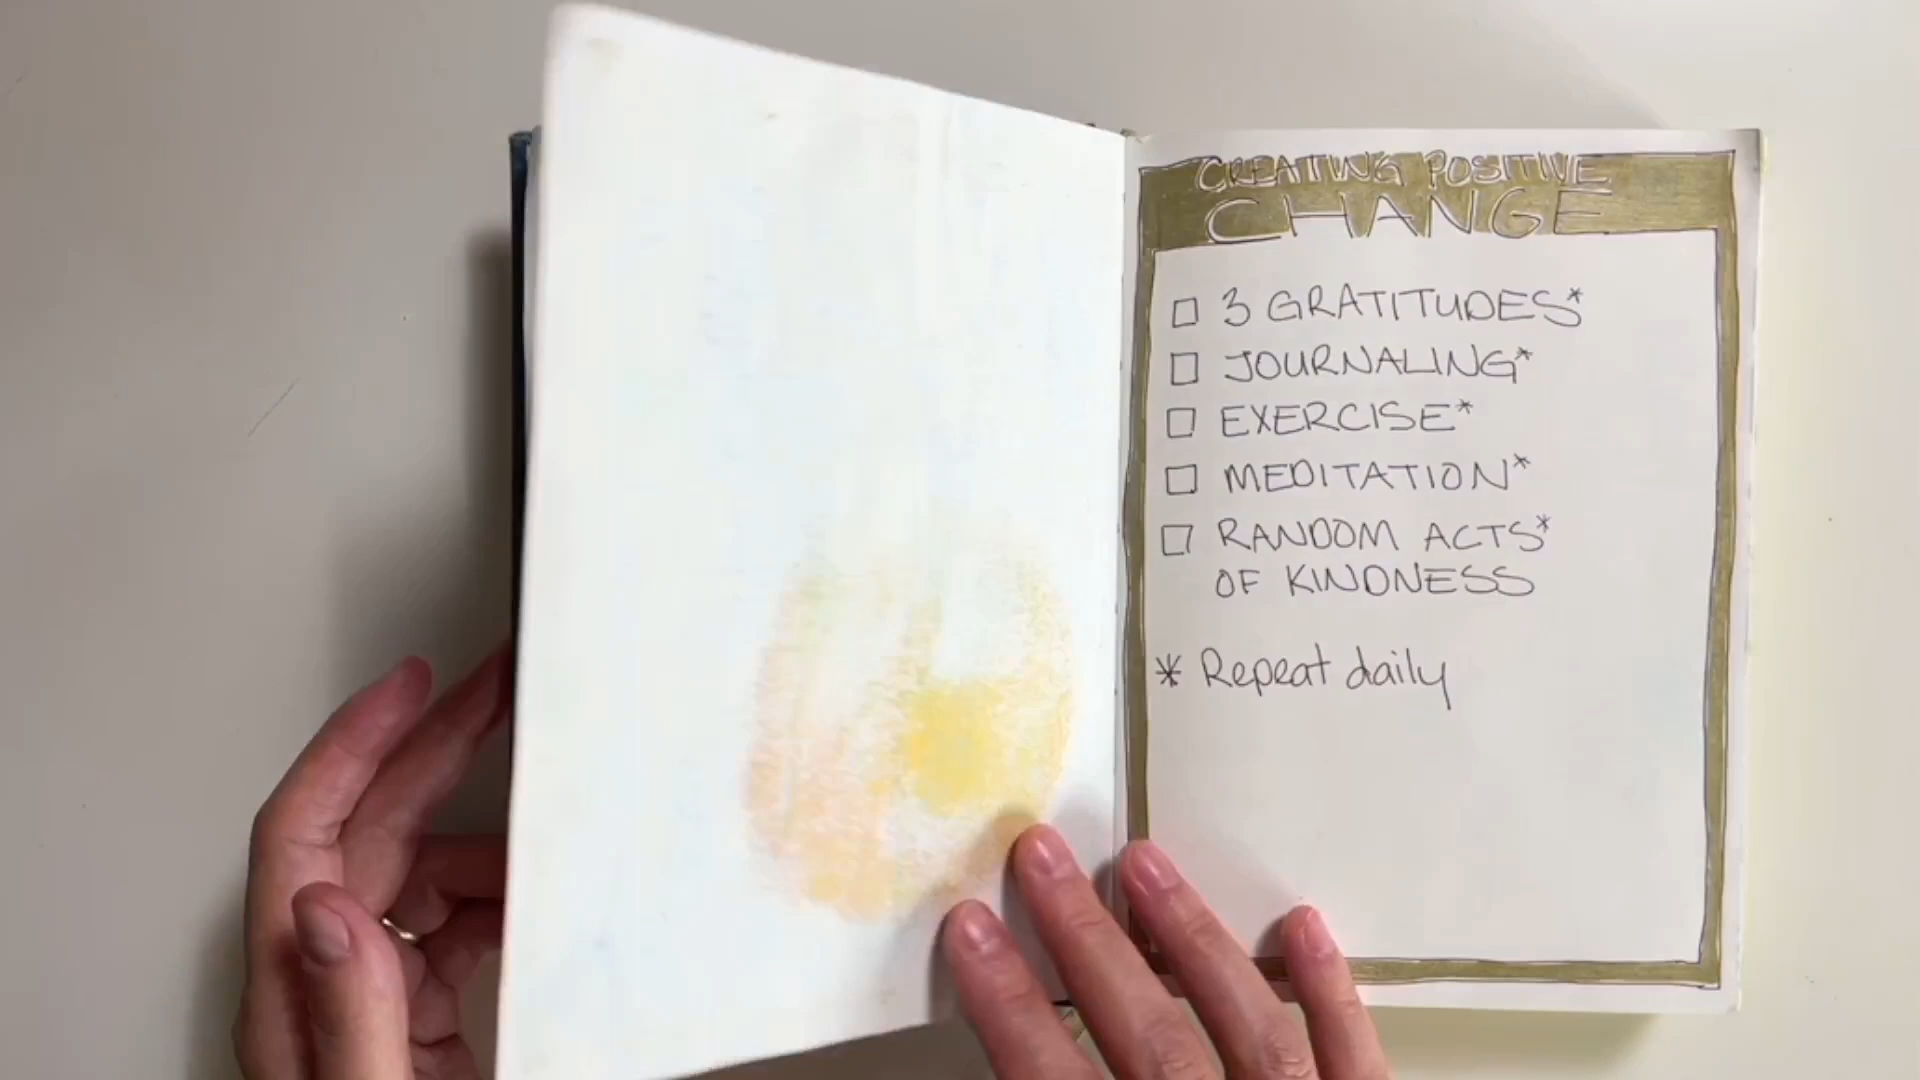 CREATING POSITIVE
CHANGE
☐ 3 GRATITUDES*
☐ JOURNALING*
☐ EXERCISE*
☐ MEDITATION*
☐ RANDOM ACTS*
OF KINDNESS
* Repeat daily